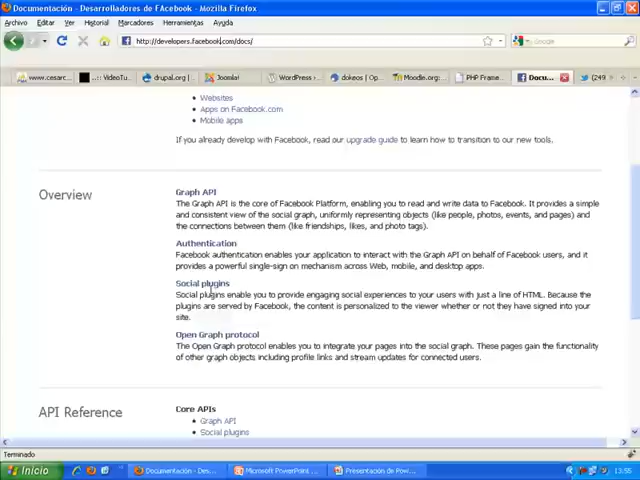 Documentación - Desarrolladores de FAcebook - Mozilla Firefox
Archivo Editar Ver Historial Marcadores Herramientas Ayuda
http://developers.facebook.com/docs/
Google
www.cesarc...
.::: VideoTu...
drupal.org | ...
Joomla!
WordPress ‹...
dokeos | Op...
Moodle.org: ...
PHP Frame...
Docu...
(249
Websites
Apps on Facebook.com
Mobile apps
If you already develop with Facebook, read our upgrade guide to learn how to transition to our new tools.
Overview
Graph API
The Graph API is the core of Facebook Platform, enabling you to read and write data to Facebook. It provides a simple
and consistent view of the social graph, uniformly representing objects (like people, photos, events, and pages) and
the connections between them (like friendships, likes, and photo tags).
Authentication
Facebook authentication enables your application to interact with the Graph API on behalf of Facebook users, and it
provides a powerful single-sign on mechanism across Web, mobile, and desktop apps.
Social plugins
Social plugins enable you to provide engaging social experiences to your users with just a line of HTML. Because the
plugins are served by Facebook, the content is personalized to the viewer whether or not they have signed into your
site.
Open Graph protocol
The Open Graph protocol enables you to integrate your pages into the social graph. These pages gain the functionality
of other graph objects including profile links and stream updates for connected users.
API Reference
Core APIs
Graph API
Social plugins
Terminado
Inicio
Documentación - Des...
Microsoft PowerPoint ...
Presentación de Pow...
13:55